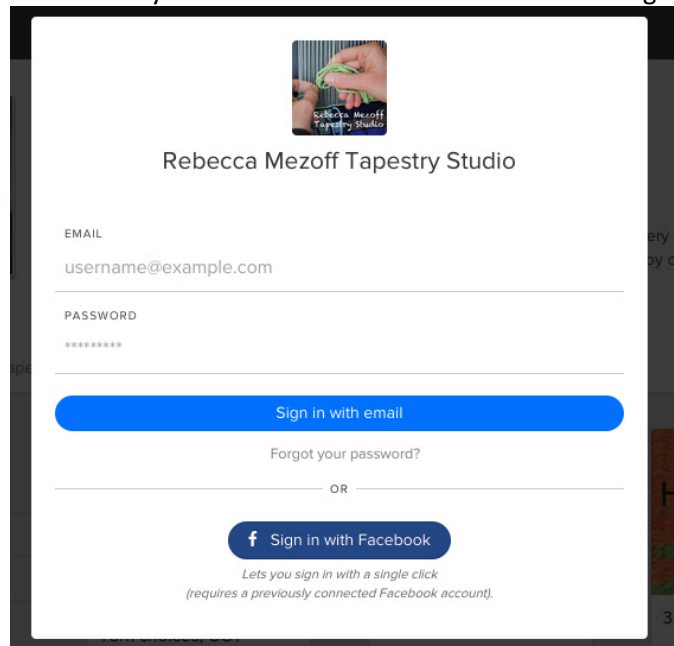 Rebecca Mezoff
Tapestry Studio
Rebecca Mezoff Tapestry Studio
EMAIL
username@example.com
PASSWORD
*********
Sign in with email
Forgot your password?
OR
f Sign in with Facebook
Lets you sign in with a single click
(requires a previously connected Facebook account).